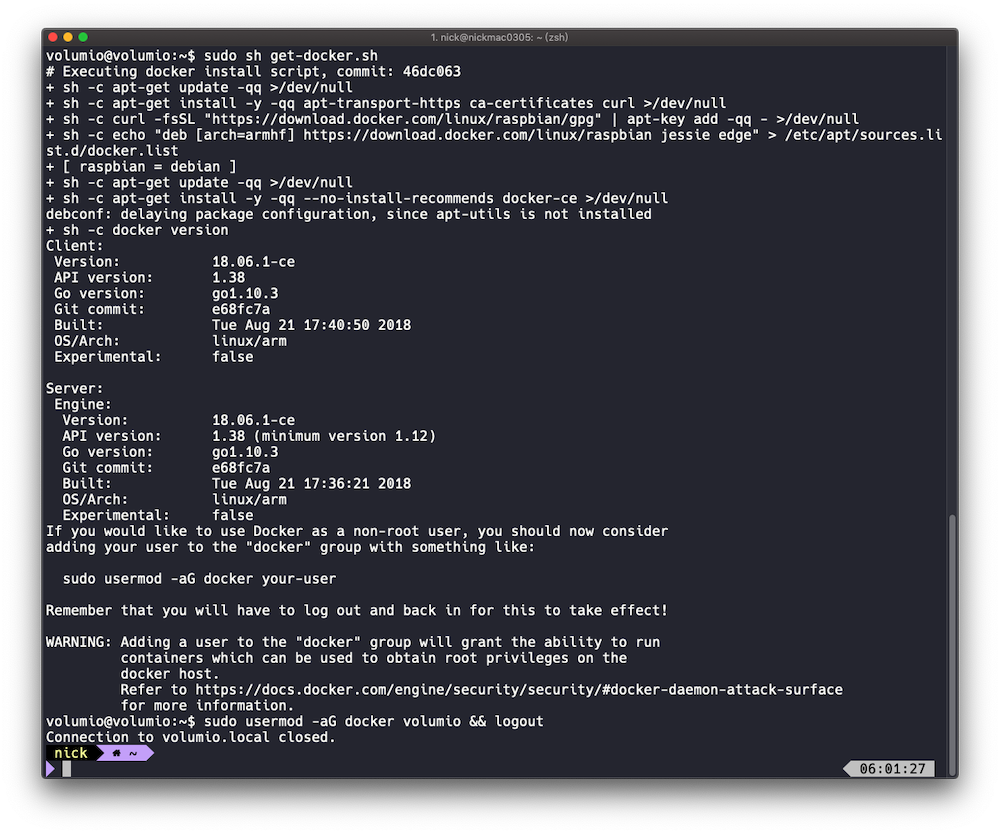 1. nick@nickmac0305: ~ (zsh)
volumio@volumio:~$ sudo sh get-docker.sh
# Executing docker install script, commit: 46dc063
+ sh -c apt-get update -qq >/dev/null
+ sh -c apt-get install -y -qq apt-transport-https ca-certificates curl >/dev/null
+ sh -c curl -fsSL "https://download.docker.com/linux/raspbian/gpg" | apt-key add -qq - >/dev/null
+ sh -c echo "deb [arch=armhf] https://download.docker.com/linux/raspbian jessie edge" > /etc/apt/sources.li
st.d/docker.list
+ [ raspbian = debian ]
+ sh -c apt-get update -qq >/dev/null
+ sh -c apt-get install -y -qq --no-install-recommends docker-ce >/dev/null
debconf: delaying package configuration, since apt-utils is not installed
+ sh -c docker version
Client:
 Version:           18.06.1-ce
 API version:       1.38
 Go version:        go1.10.3
 Git commit:        e68fc7a
 Built:             Tue Aug 21 17:40:50 2018
 OS/Arch:           linux/arm
 Experimental:      false

Server:
 Engine:
  Version:          18.06.1-ce
  API version:      1.38 (minimum version 1.12)
  Go version:       go1.10.3
  Git commit:       e68fc7a
  Built:            Tue Aug 21 17:36:21 2018
  OS/Arch:          linux/arm
  Experimental:     false
If you would like to use Docker as a non-root user, you should now consider
adding your user to the "docker" group with something like:

  sudo usermod -aG docker your-user

Remember that you will have to log out and back in for this to take effect!

WARNING: Adding a user to the "docker" group will grant the ability to run
         containers which can be used to obtain root privileges on the
         docker host.
         Refer to https://docs.docker.com/engine/security/security/#docker-daemon-attack-surface
         for more information.
volumio@volumio:~$ sudo usermod -aG docker volumio && logout
Connection to volumio.local closed.
nick ~
06:01:27